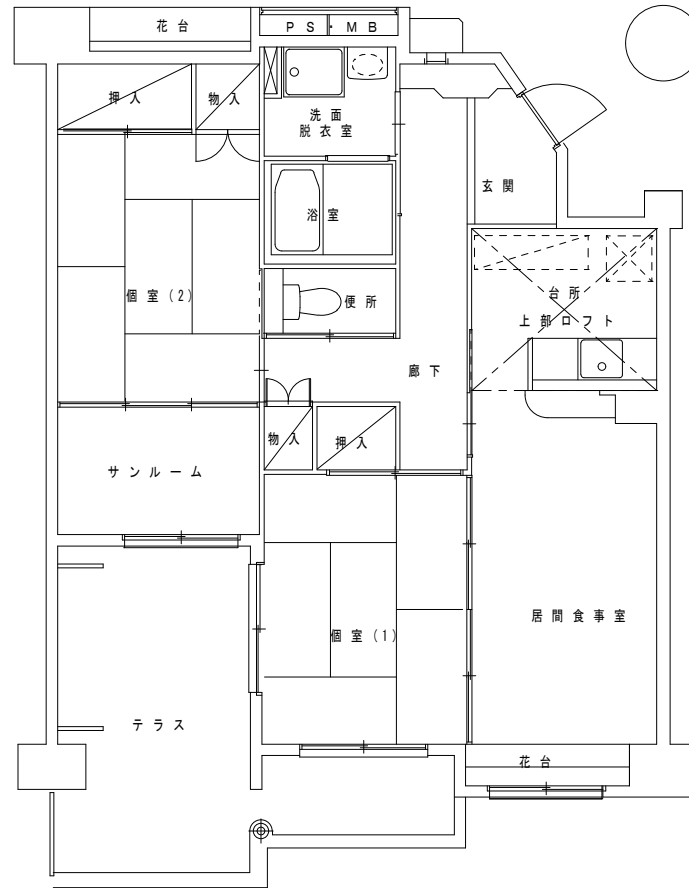 花台
PS・MB
押入
物入
洗面
脱衣室
玄関
浴室
個室(2)
便所
台所
上部ロフト
廊下
物入
押入
サンルーム
居間食事室
個室(1)
テラス
花台